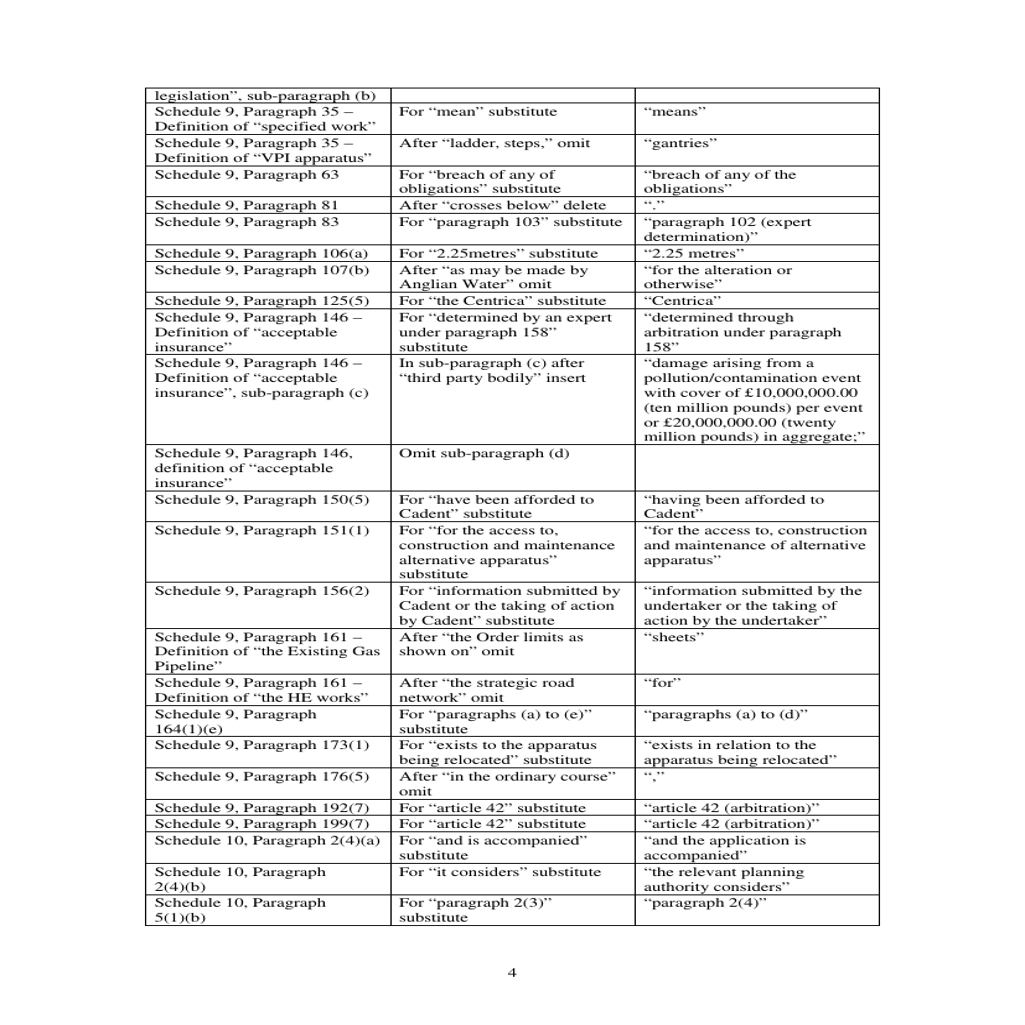 legislation”, sub-paragraph (b)
Schedule 9, Paragraph 35 –
Definition of “specified work”
For “mean” substitute
“means”
Schedule 9, Paragraph 35 –
Definition of “VPI apparatus”
After “ladder, steps,” omit
“gantries”
Schedule 9, Paragraph 63
For “breach of any of
obligations” substitute
“breach of any of the
obligations”
Schedule 9, Paragraph 81
After “crosses below” delete
“.”
Schedule 9, Paragraph 83
For “paragraph 103” substitute
“paragraph 102 (expert
determination)”
Schedule 9, Paragraph 106(a)
For “2.25metres” substitute
“2.25 metres”
Schedule 9, Paragraph 107(b)
After “as may be made by
Anglian Water” omit
“for the alteration or
otherwise”
Schedule 9, Paragraph 125(5)
For “the Centrica” substitute
“Centrica”
Schedule 9, Paragraph 146 –
Definition of “acceptable
insurance”
For “determined by an expert
under paragraph 158”
substitute
“determined through
arbitration under paragraph
158”
Schedule 9, Paragraph 146 –
Definition of “acceptable
insurance”, sub-paragraph (c)
In sub-paragraph (c) after
“third party bodily” insert
“damage arising from a
pollution/contamination event
with cover of £10,000,000.00
(ten million pounds) per event
or £20,000,000.00 (twenty
million pounds) in aggregate;”
Schedule 9, Paragraph 146,
definition of “acceptable
insurance”
Omit sub-paragraph (d)
Schedule 9, Paragraph 150(5)
For “have been afforded to
Cadent” substitute
“having been afforded to
Cadent”
Schedule 9, Paragraph 151(1)
For “for the access to,
construction and maintenance
alternative apparatus”
substitute
“for the access to, construction
and maintenance of alternative
apparatus”
Schedule 9, Paragraph 156(2)
For “information submitted by
Cadent or the taking of action
by Cadent” substitute
“information submitted by the
undertaker or the taking of
action by the undertaker”
Schedule 9, Paragraph 161 –
Definition of “the Existing Gas
Pipeline”
After “the Order limits as
shown on” omit
“sheets”
Schedule 9, Paragraph 161 –
Definition of “the HE works”
After “the strategic road
network” omit
“for”
Schedule 9, Paragraph
164(1)(e)
For “paragraphs (a) to (e)”
substitute
“paragraphs (a) to (d)”
Schedule 9, Paragraph 173(1)
For “exists to the apparatus
being relocated” substitute
“exists in relation to the
apparatus being relocated”
Schedule 9, Paragraph 176(5)
After “in the ordinary course”
omit
“,”
Schedule 9, Paragraph 192(7)
For “article 42” substitute
“article 42 (arbitration)”
Schedule 9, Paragraph 199(7)
For “article 42” substitute
“article 42 (arbitration)”
Schedule 10, Paragraph 2(4)(a)
For “and is accompanied”
substitute
“and the application is
accompanied”
Schedule 10, Paragraph
2(4)(b)
For “it considers” substitute
“the relevant planning
authority considers”
Schedule 10, Paragraph
5(1)(b)
For “paragraph 2(3)”
substitute
“paragraph 2(4)”
4